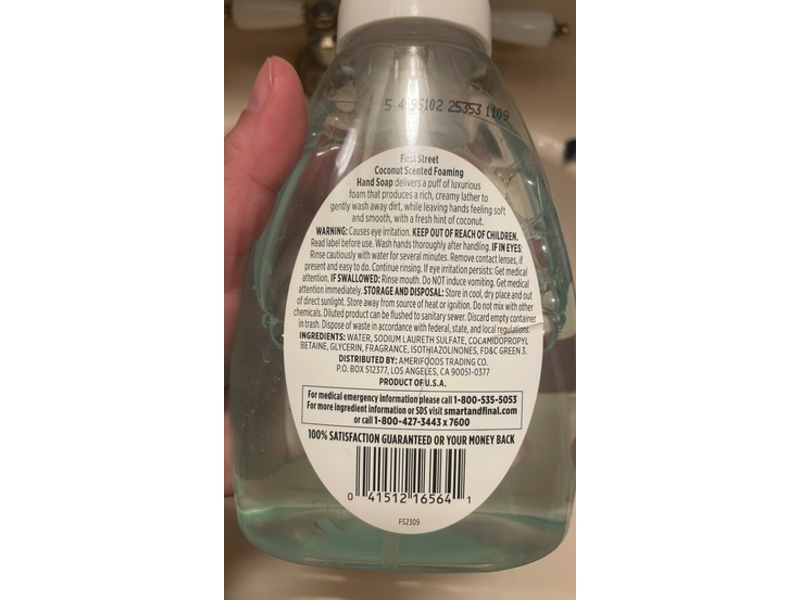 5 4 95102 25353 1109
First Street
Coconut Scented Foaming
Hand Soap delivers a puff of luxurious
foam that produces a rich, creamy lather to
gently wash away dirt, while leaving hands feeling soft
and smooth, with a fresh hint of coconut.
WARNING: Causes eye irritation. KEEP OUT OF REACH OF CHILDREN.
Read label before use. Wash hands thoroughly after handling. IF IN EYES:
Rinse cautiously with water for several minutes. Remove contact lenses, if
present and easy to do. Continue rinsing. If eye irritation persists: Get medical
attention. IF SWALLOWED: Rinse mouth. Do NOT induce vomiting. Get medical
attention immediately. STORAGE AND DISPOSAL: Store in cool, dry place and out
of direct sunlight. Store away from source of heat or ignition. Do not mix with other
chemicals. Diluted product can be flushed to sanitary sewer. Discard empty container
in trash. Dispose of waste in accordance with federal, state, and local regulations.
INGREDIENTS: WATER, SODIUM LAURETH SULFATE, COCAMIDOPROPYL
BETAINE, GLYCERIN, FRAGRANCE, ISOTHIAZOLINONES, FD&C GREEN 3.
DISTRIBUTED BY: AMERIFOODS TRADING CO.
P.O. BOX 512377, LOS ANGELES, CA 90051-0377
PRODUCT OF U.S.A.
For medical emergency information please call 1-800-535-5053
For more ingredient information or SDS visit smartandfinal.com
or call 1-800-427-3443 x 7600
100% SATISFACTION GUARANTEED OR YOUR MONEY BACK
0 41512 16564 1
FS2309